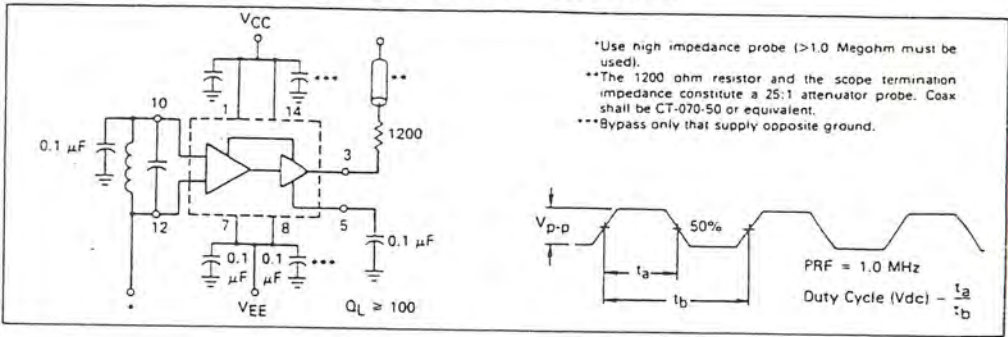 VCC
***
**
*Use high impedance probe (>1.0 Megohm must be
used).
**The 1200 ohm resistor and the scope termination
impedance constitute a 25:1 attenuator probe. Coax
shall be CT-070-50 or equivalent.
***Bypass only that supply opposite ground.
1
14
10
1200
0.1 μF
3
12
5
7
8
0.1 μF
0.1
μF
0.1
μF
***
VEE
QL ≥ 100
*
Vp-p
50%
ta
tb
PRF = 1.0 MHz
Duty Cycle (Vdc) – ta
tb